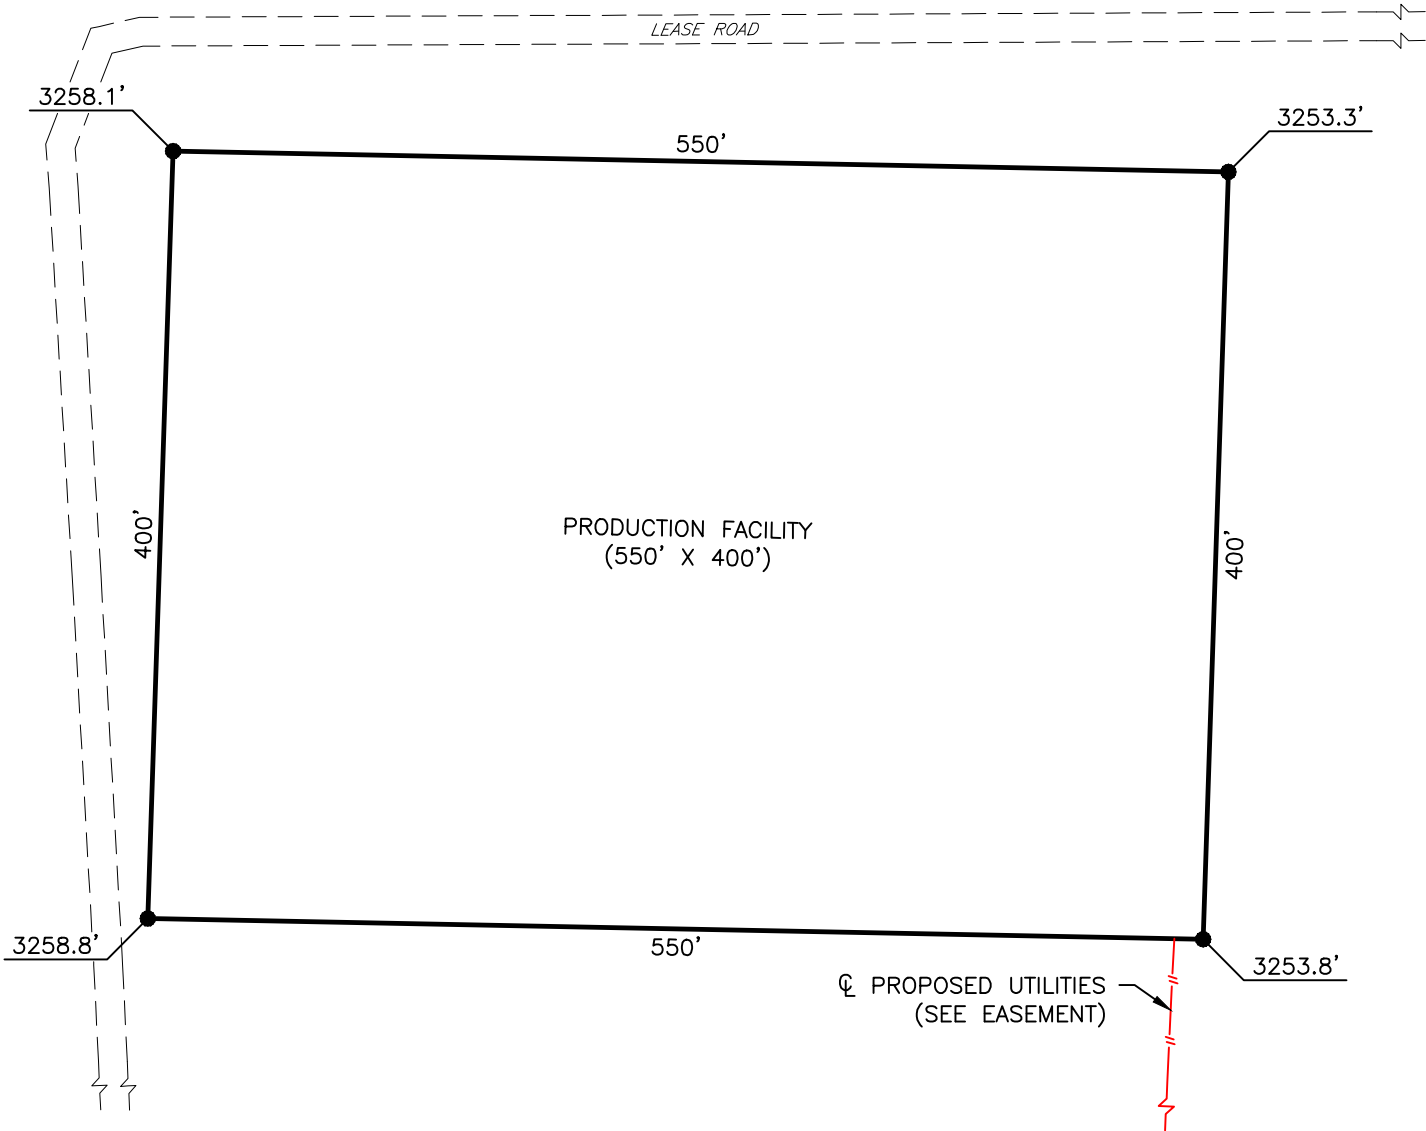 LEASE ROAD
3258.1'
3253.3'
550'
400'
PRODUCTION FACILITY
(550' X 400')
400'
3258.8'
550'
3253.8'
℄ PROPOSED UTILITIES
(SEE EASEMENT)